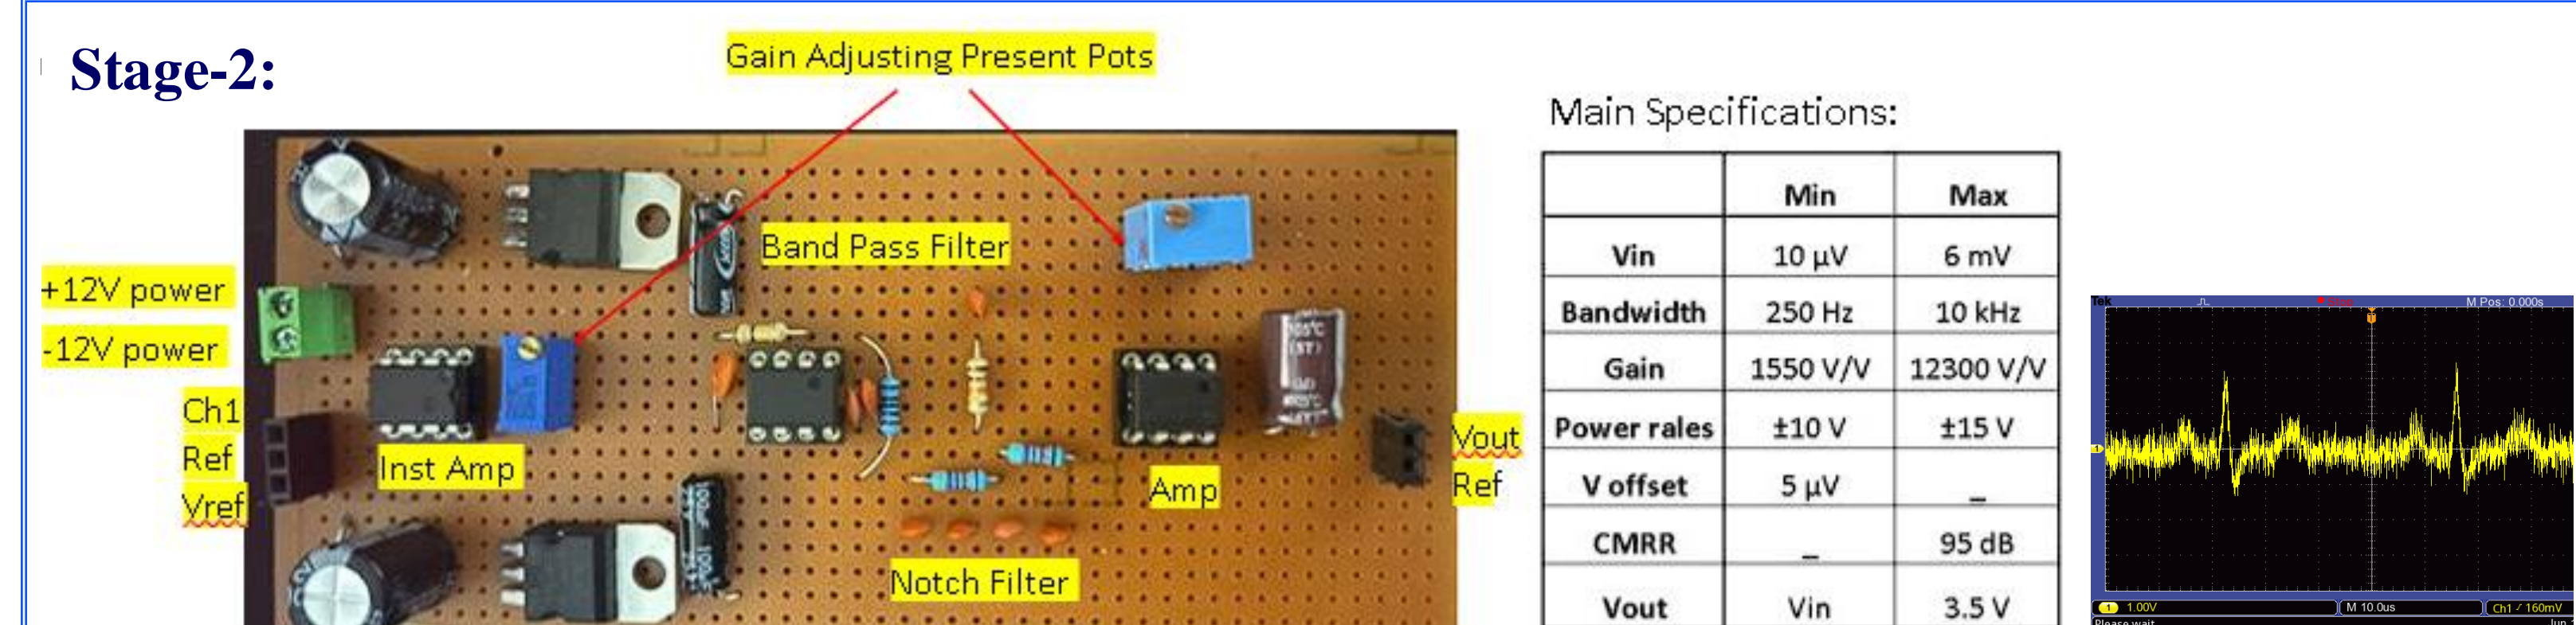 Stage-2:
Gain Adjusting Present Pots
Band Pass Filter
+12V power
-12V power
Ch1
Ref
Vref
Inst Amp
Amp
Vout
Ref
Notch Filter
Main Specifications:
Min Max
Vin 10 µV 6 mV
Bandwidth 250 Hz 10 kHz
Gain 1550 V/V 12300 V/V
Power rales ±10 V ±15 V
V offset 5 µV _
CMRR _ 95 dB
Vout Vin 3.5 V
Tek M Pos: 0.000s
1 1.00V M 10.0us Ch1 160mV
Please wait